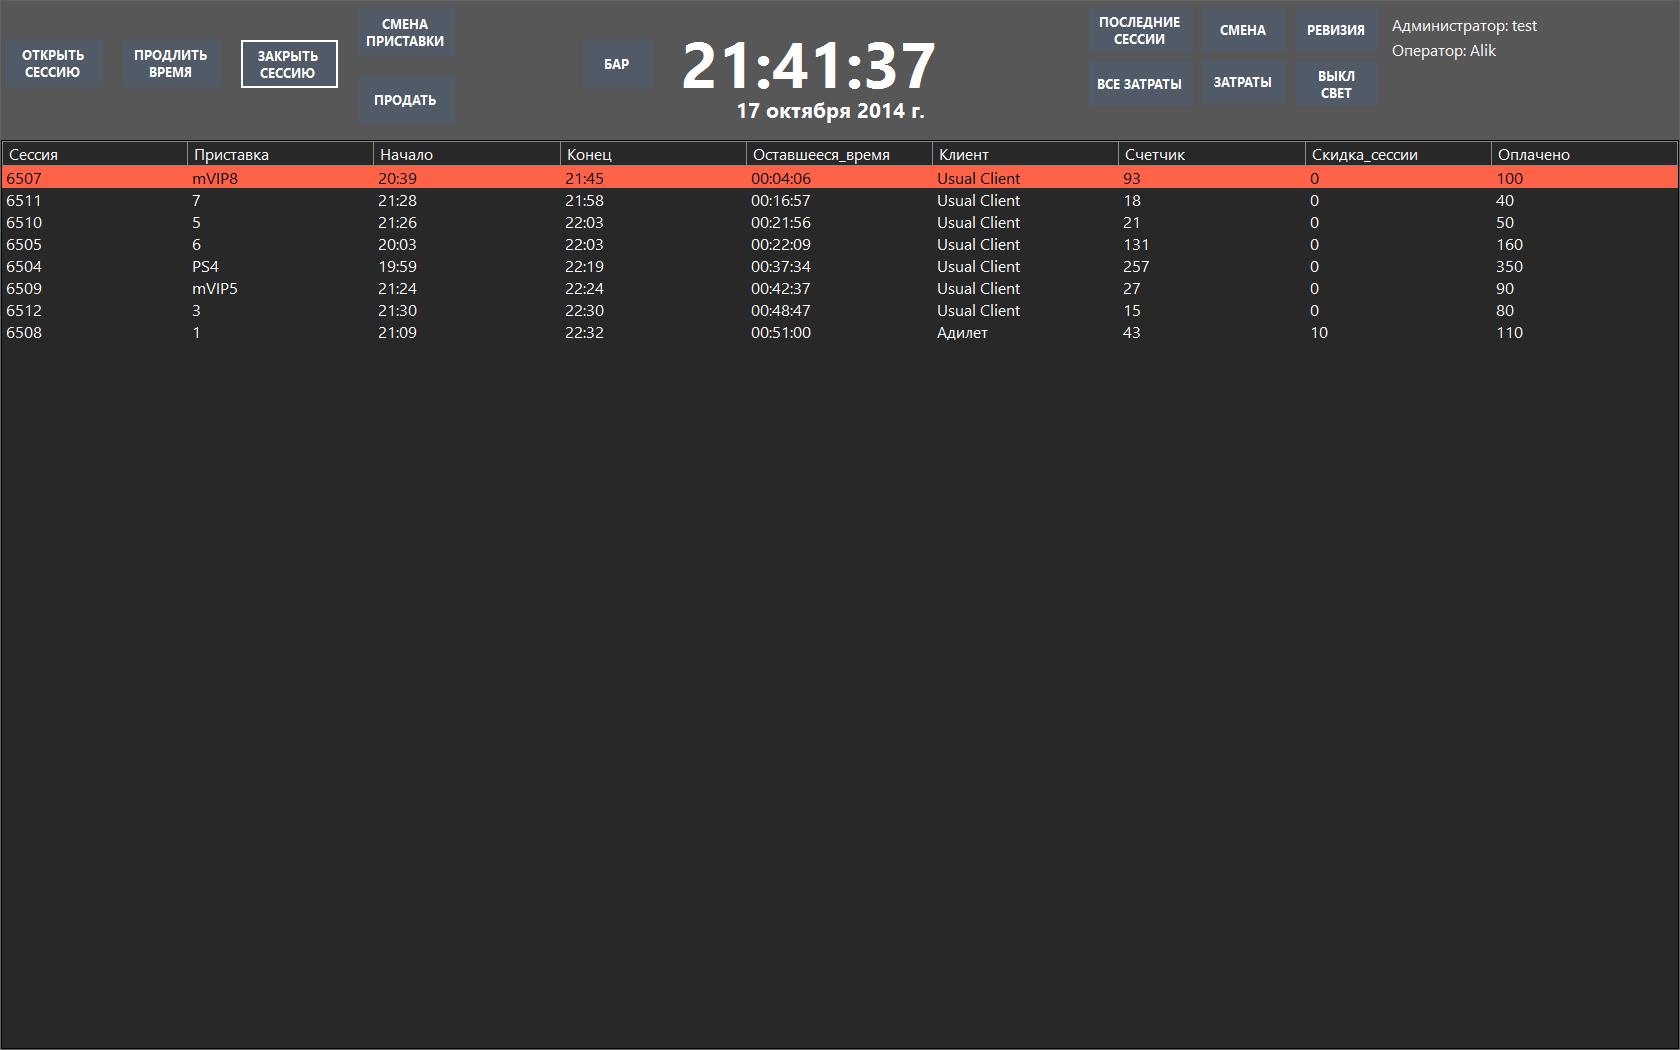 ОТКРЫТЬ
СЕССИЮ
ПРОДЛИТЬ
ВРЕМЯ
ЗАКРЫТЬ
СЕССИЮ
СМЕНА
ПРИСТАВКИ
ПРОДАТЬ
БАР
21:41:37
17 октября 2014 г.
ПОСЛЕДНИЕ
СЕССИИ
СМЕНА
РЕВИЗИЯ
ВСЕ ЗАТРАТЫ
ЗАТРАТЫ
ВЫКЛ
СВЕТ
Администратор: test
Оператор: Alik
Сессия Приставка Начало Конец Оставшееся_время Клиент Счетчик Скидка_сессии Оплачено
6507 mVIP8 20:39 21:45 00:04:06 Usual Client 93 0 100
6511 7 21:28 21:58 00:16:57 Usual Client 18 0 40
6510 5 21:26 22:03 00:21:56 Usual Client 21 0 50
6505 6 20:03 22:03 00:22:09 Usual Client 131 0 160
6504 PS4 19:59 22:19 00:37:34 Usual Client 257 0 350
6509 mVIP5 21:24 22:24 00:42:37 Usual Client 27 0 90
6512 3 21:30 22:30 00:48:47 Usual Client 15 0 80
6508 1 21:09 22:32 00:51:00 Адилет 43 10 110